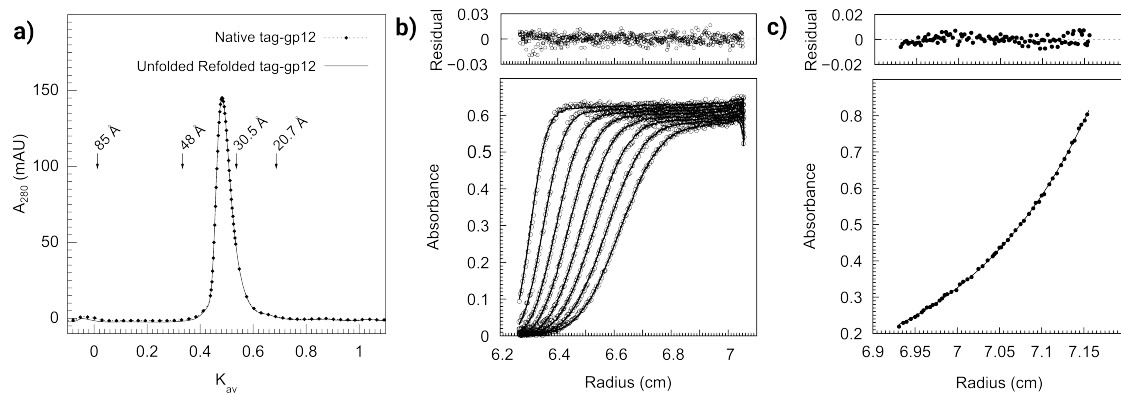 a)
Native tag-gp12
Unfolded Refolded tag-gp12
150
100
50
0
A280 (mAU)
85 Å
48 Å
30.5 Å
20.7 Å
0 0.2 0.4 0.6 0.8 1
Kav
b)
0.03
0
−0.03
Residual
0.8
0.7
0.6
0.5
0.4
0.3
0.2
0.1
0
Absorbance
6.2 6.4 6.6 6.8 7
Radius (cm)
c)
0.02
0
−0.02
Residual
0.8
0.7
0.6
0.5
0.4
0.3
0.2
Absorbance
6.9 6.95 7 7.05 7.1 7.15
Radius (cm)